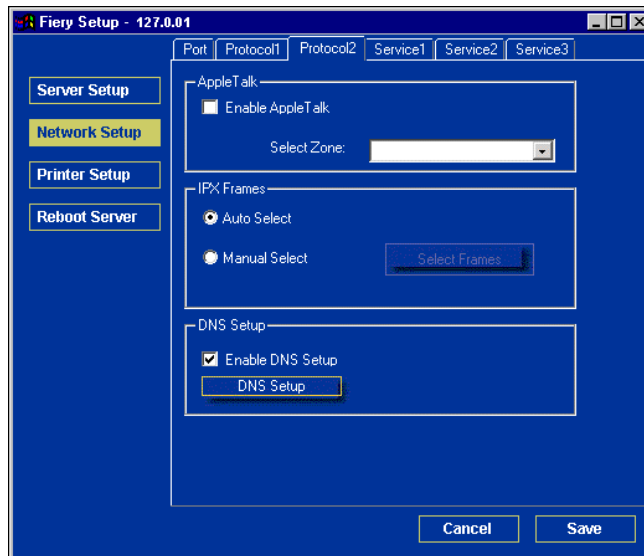 Fiery Setup - 127.0.01
Port Protocol1 Protocol2 Service1 Service2 Service3
Server Setup
Network Setup
Printer Setup
Reboot Server
AppleTalk
Enable AppleTalk
Select Zone:
IPX Frames
Auto Select
Manual Select
Select Frames
DNS Setup
Enable DNS Setup
DNS Setup
Cancel
Save